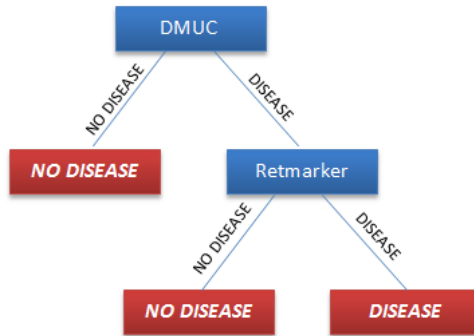 DMUC
NO DISEASE
DISEASE
NO DISEASE
Retmarker
NO DISEASE
DISEASE
NO DISEASE
DISEASE